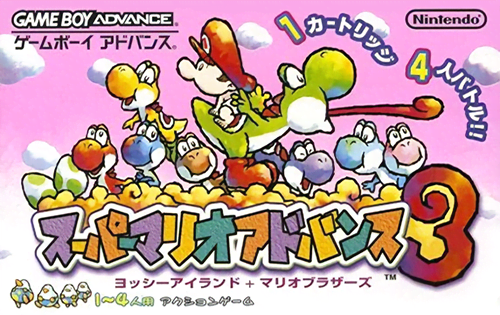 GAME BOY ADVANCE
ゲームボーイ アドバンス®
Nintendo®
1カートリッジ
4人バトル!!
スーパーマリオアドバンス3
ヨッシーアイランド+マリオブラザーズ™
1~4人用 アクションゲーム